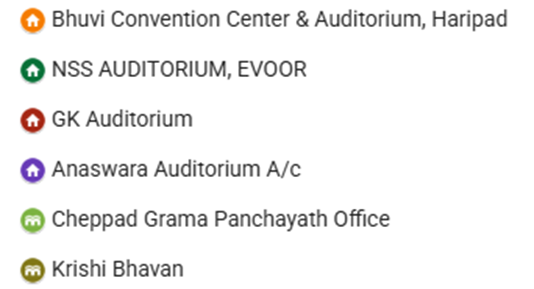 Bhuvi Convention Center & Auditorium, Haripad
NSS AUDITORIUM, EVOOR
GK Auditorium
Anaswara Auditorium A/c
Cheppad Grama Panchayath Office
Krishi Bhavan